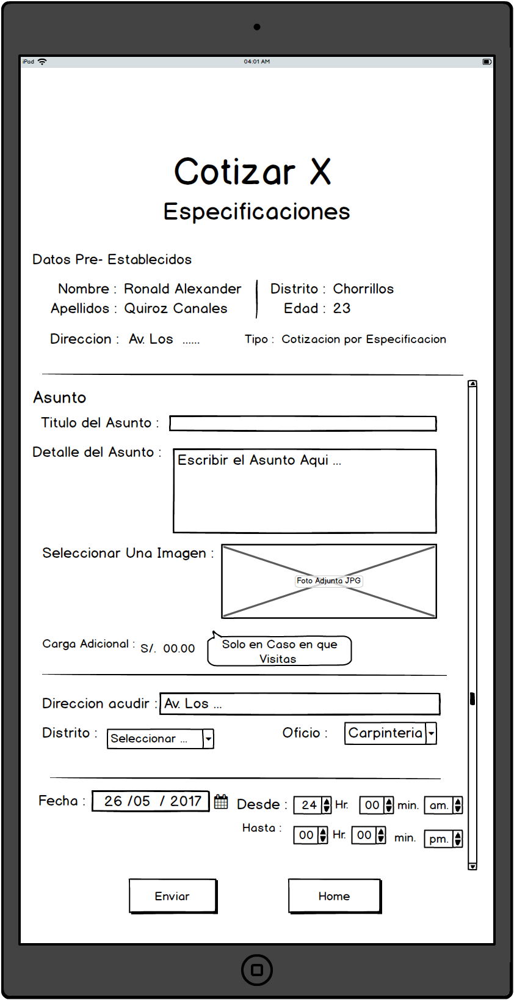 iPad 04:01 AM
Cotizar X
Especificaciones
Datos Pre- Establecidos
Nombre : Ronald Alexander Distrito : Chorrillos
Apellidos : Quiroz Canales Edad : 23
Direccion : Av. Los ...... Tipo : Cotizacion por Especificacion
Asunto
Titulo del Asunto :
Detalle del Asunto : Escribir el Asunto Aqui ...
Seleccionar Una Imagen :
Foto Adjunta JPG
Carga Adicional : S/. 00.00 Solo en Caso en que
Visitas
Direccion acudir : Av. Los ...
Distrito : Seleccionar ... Oficio : Carpinteria
Fecha : 26 /05 / 2017 Desde : 24 Hr. 00 min. am.
Hasta : 00 Hr. 00 min. pm.
Enviar Home